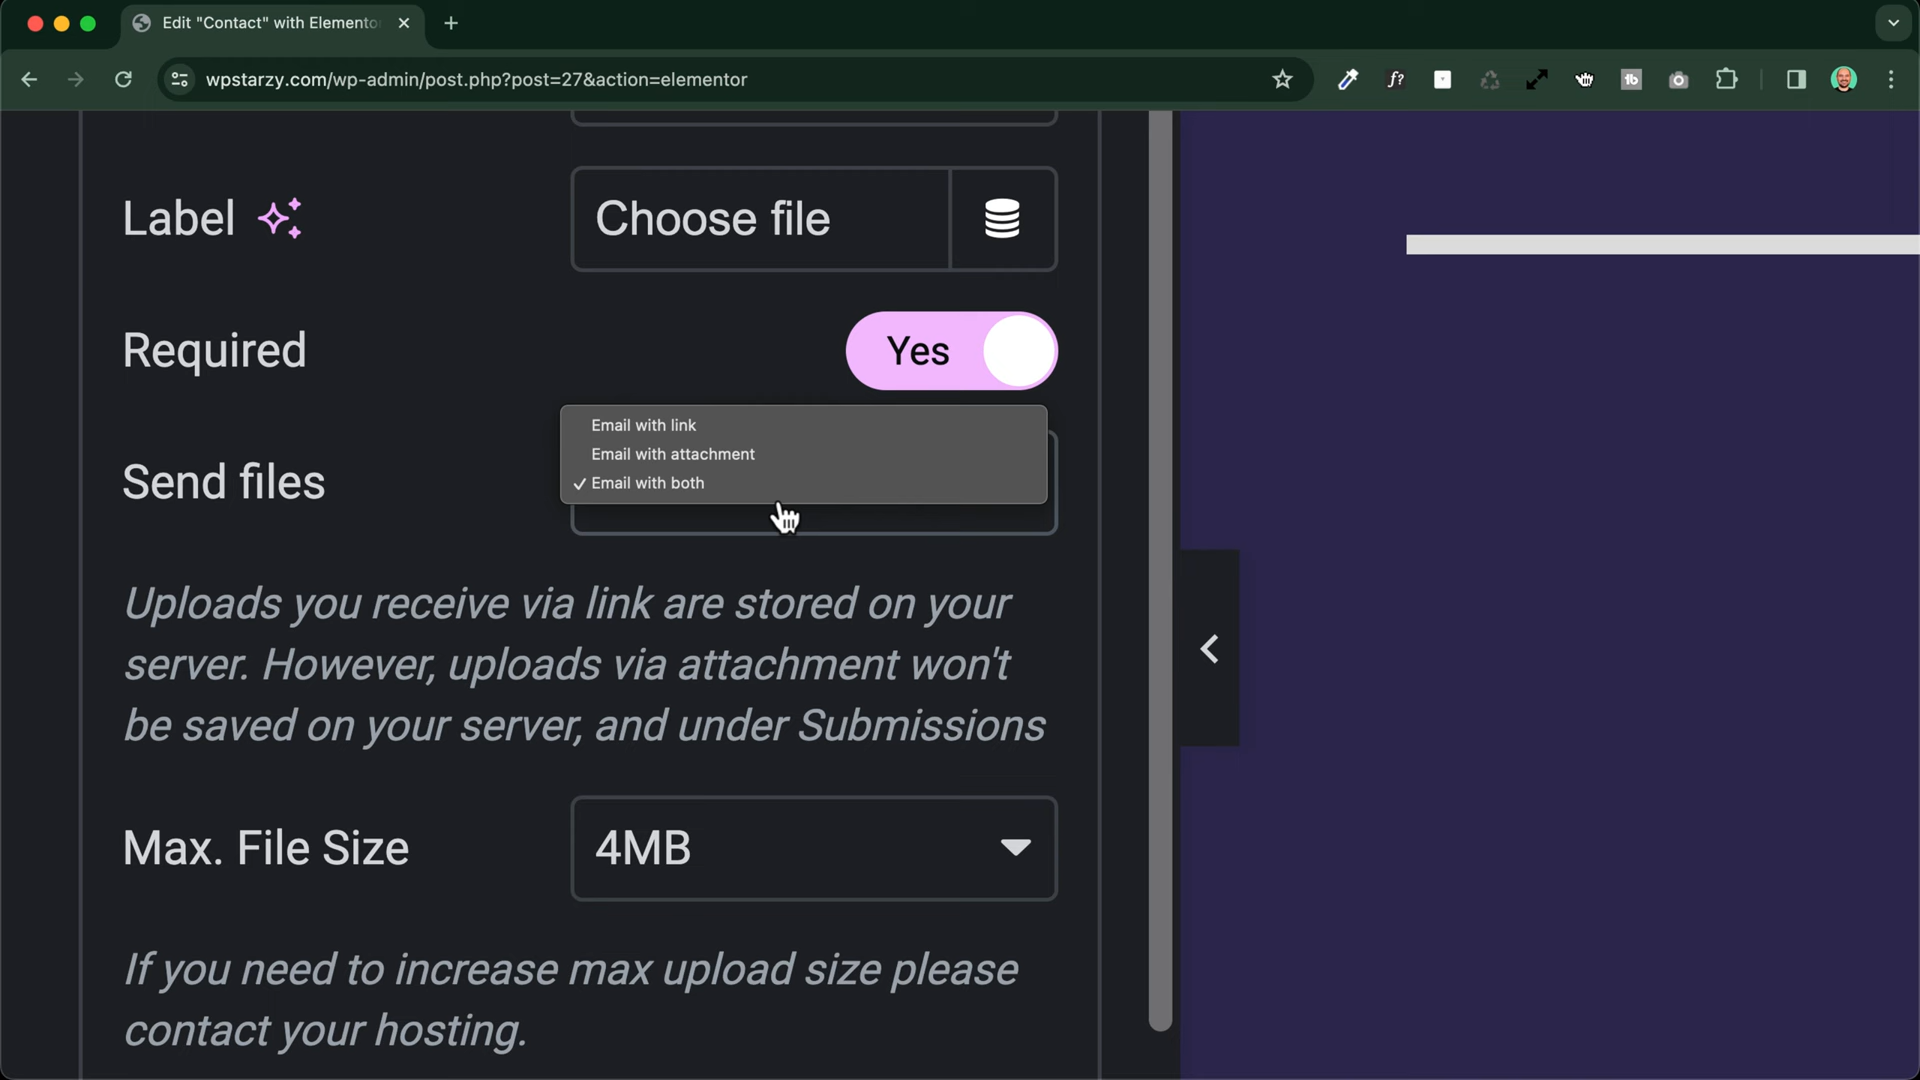 Edit "Contact" with Elemento
wpstarzy.com/wp-admin/post.php?post=27&action=elementor
f?
tb
Label
Choose file
Required
Yes
Email with link
Email with attachment
✓ Email with both
Send files
Uploads you receive via link are stored on your
server. However, uploads via attachment won't
be saved on your server, and under Submissions
Max. File Size
4MB
If you need to increase max upload size please
contact your hosting.